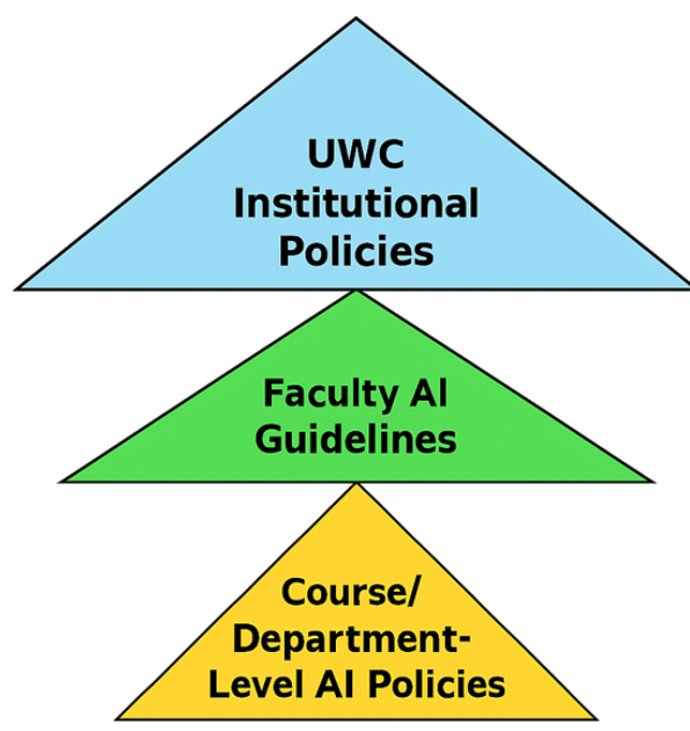 UWC
Institutional
Policies
Faculty AI
Guidelines
Course/
Department-
Level AI Policies